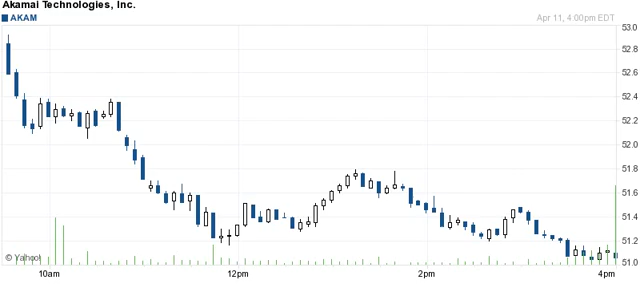 Akamai Technologies, Inc.
AKAM
Apr 11, 4:00pm EDT
53.0
52.8
52.6
52.4
52.2
52.0
51.8
51.6
51.4
51.2
51.0
© Yahoo!
10am
12pm
2pm
4pm